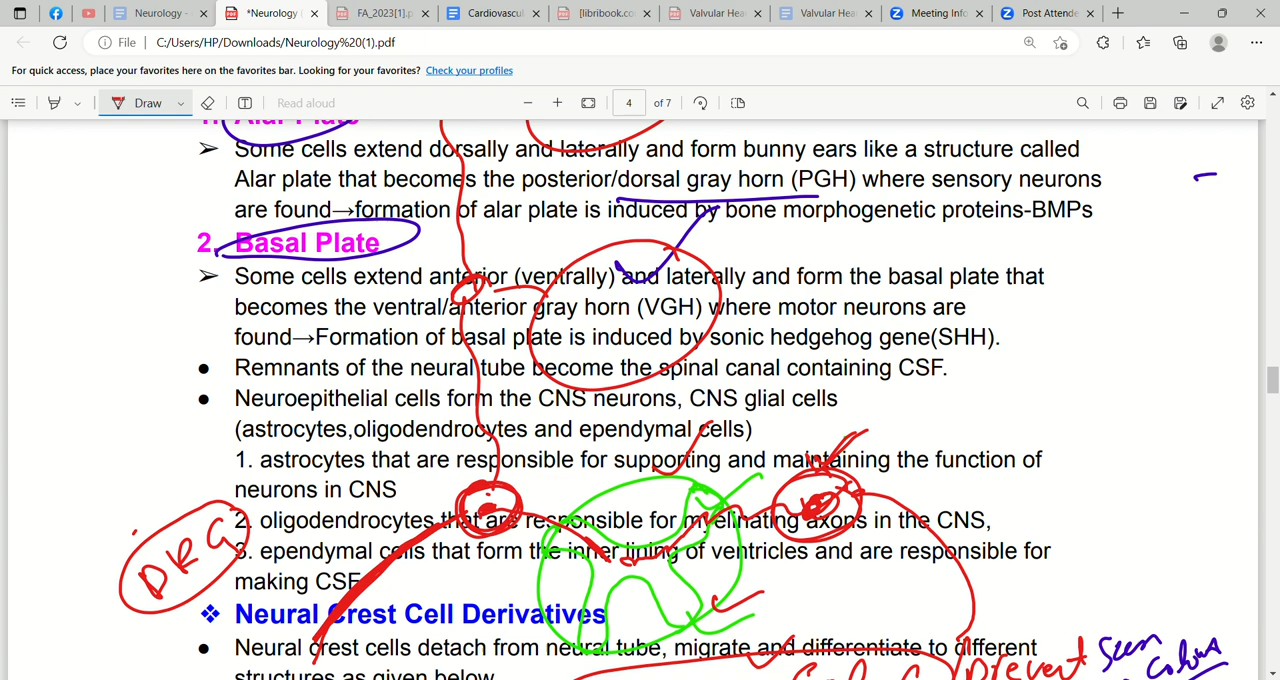 Neurology -
*Neurology (
FA_2023[1].p
Cardiovascul
[libribook.co
Valvular Hea
Valvular Hea
Meeting Info
Post Attende
File
C:/Users/HP/Downloads/Neurology%20(1).pdf
For quick access, place your favorites here on the favorites bar. Looking for your favorites? Check your profiles
Draw
Read aloud
4 of 7
1. Alar Plate
➢ Some cells extend dorsally and laterally and form bunny ears like a structure called
Alar plate that becomes the posterior/dorsal gray horn (PGH) where sensory neurons
are found→formation of alar plate is induced by bone morphogenetic proteins-BMPs
2. Basal Plate
➢ Some cells extend anterior (ventrally) and laterally and form the basal plate that
becomes the ventral/anterior gray horn (VGH) where motor neurons are
found→Formation of basal plate is induced by sonic hedgehog gene(SHH).
● Remnants of the neural tube become the spinal canal containing CSF.
● Neuroepithelial cells form the CNS neurons, CNS glial cells
(astrocytes,oligodendrocytes and ependymal cells)
1. astrocytes that are responsible for supporting and maintaining the function of
neurons in CNS
2. oligodendrocytes that are responsible for myelinating axons in the CNS,
3. ependymal cells that form the inner lining of ventricles and are responsible for
making CSF
DRG
❖ Neural Crest Cell Derivatives
● Neural crest cells detach from neural tube, migrate and differentiate to different
structures as given below
prevent